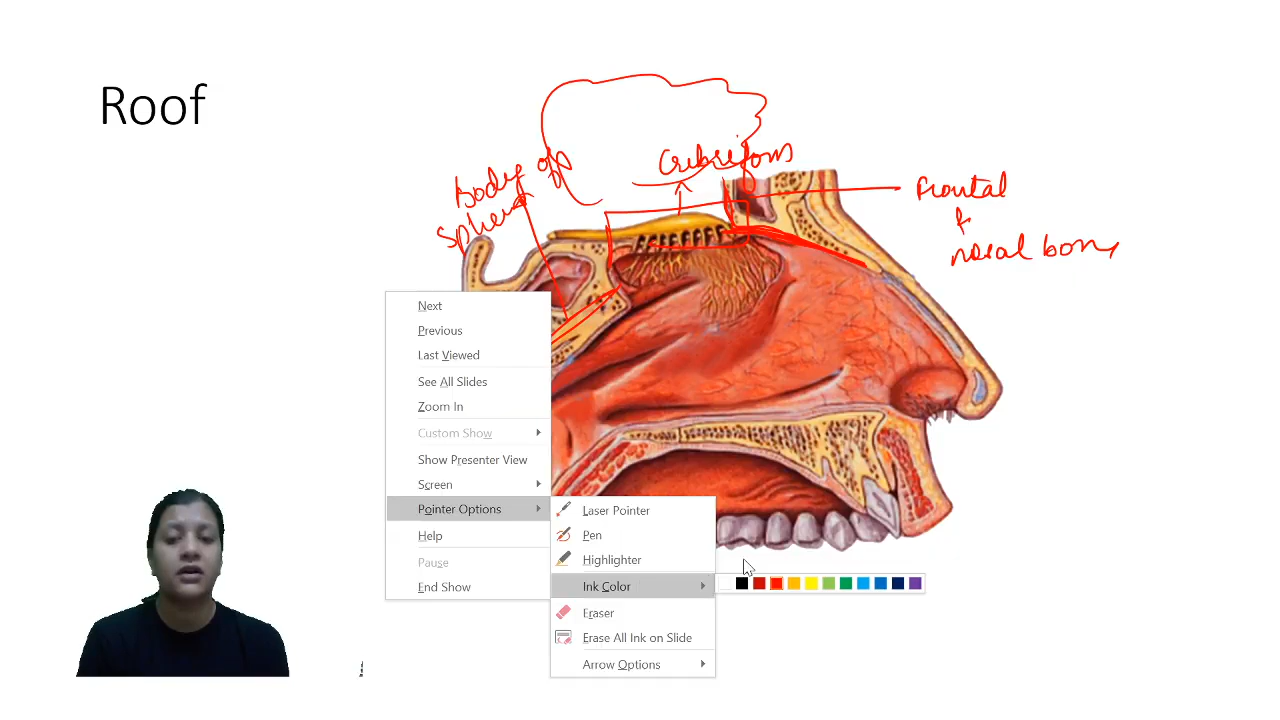 Roof
Cribriform
Body of
Sphenoid
Frontal
&
nasal bone
Next
Previous
Last Viewed
See All Slides
Zoom In
Custom Show
Show Presenter View
Screen
Pointer Options
Help
Pause
End Show
Laser Pointer
Pen
Highlighter
Ink Color
Eraser
Erase All Ink on Slide
Arrow Options